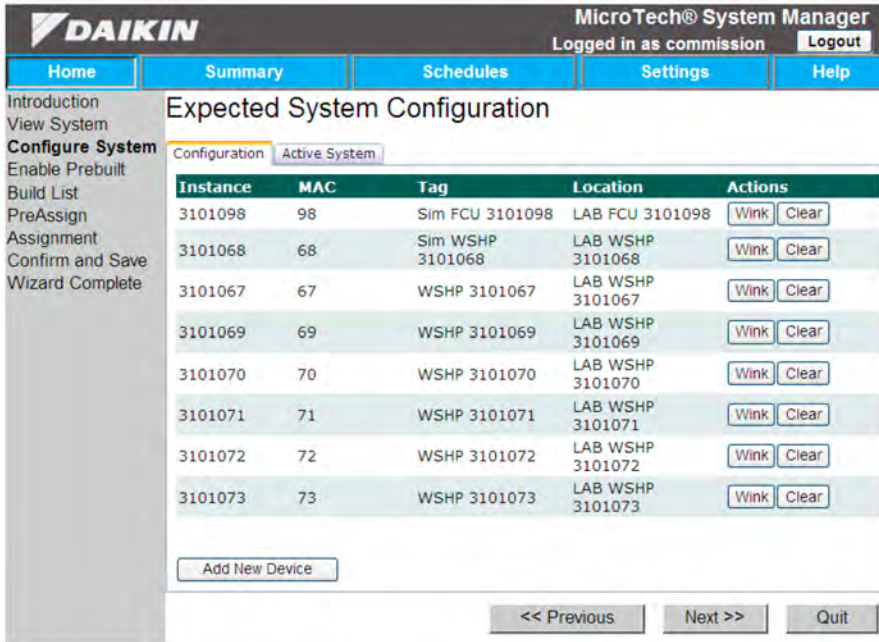 DAIKIN
MicroTech® System Manager
Logged in as commission Logout
Home Summary Schedules Settings Help
Introduction
View System
Configure System
Enable Prebuilt
Build List
PreAssign
Assignment
Confirm and Save
Wizard Complete
Expected System Configuration
Configuration Active System
Instance MAC Tag Location Actions
3101098 98 Sim FCU 3101098 LAB FCU 3101098 Wink Clear
3101068 68 Sim WSHP 3101068 LAB WSHP 3101068 Wink Clear
3101067 67 WSHP 3101067 LAB WSHP 3101067 Wink Clear
3101069 69 WSHP 3101069 LAB WSHP 3101069 Wink Clear
3101070 70 WSHP 3101070 LAB WSHP 3101070 Wink Clear
3101071 71 WSHP 3101071 LAB WSHP 3101071 Wink Clear
3101072 72 WSHP 3101072 LAB WSHP 3101072 Wink Clear
3101073 73 WSHP 3101073 LAB WSHP 3101073 Wink Clear
Add New Device
<< Previous Next >> Quit